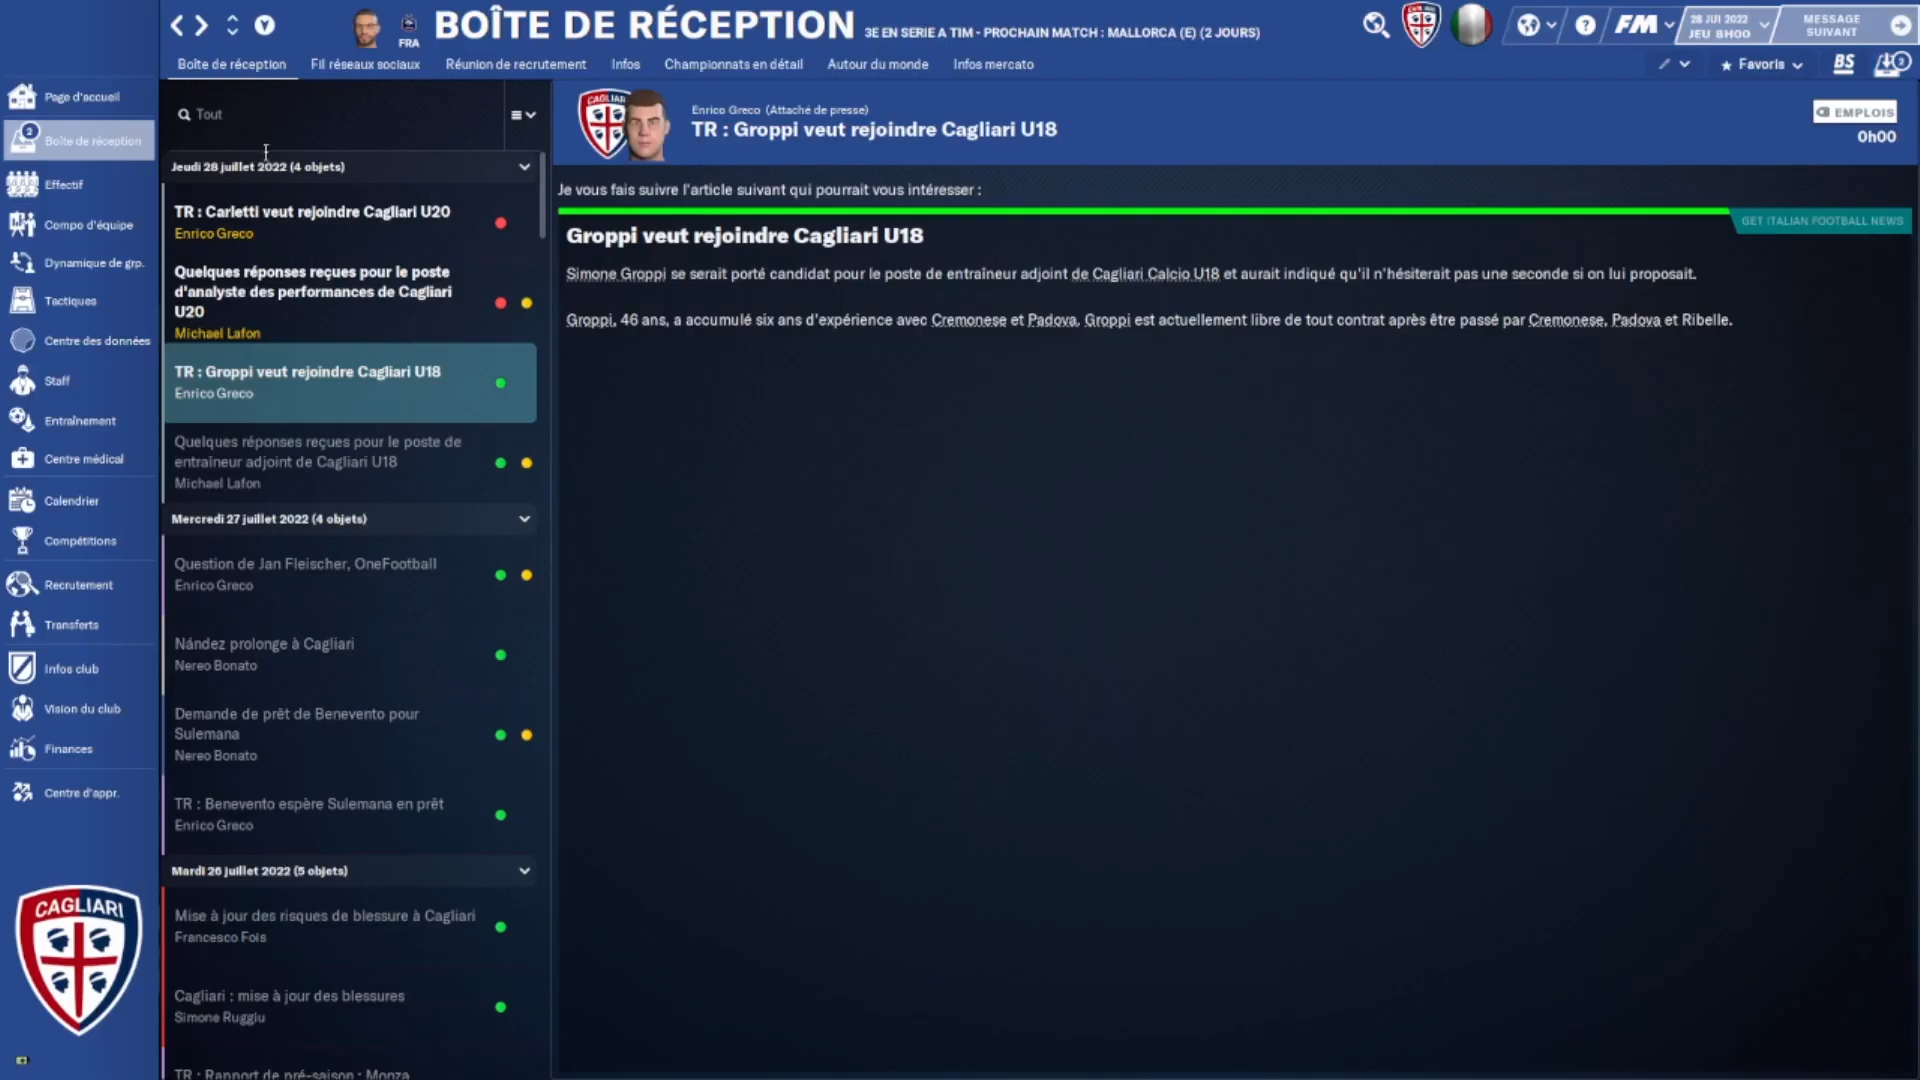 BOÎTE DE RÉCEPTION
3E EN SERIE A TIM - PROCHAIN MATCH : MALLORCA (E) (2 JOURS)
FRA
FM
28 JUI 2022
JEU 8H00
MESSAGE
SUIVANT
Boîte de réception
Fil réseaux sociaux
Réunion de recrutement
Infos
Championnats en détail
Autour du monde
Infos mercato
Favoris
BS
2
Page d'accueil
2
Boîte de réception
Effectif
Compo d'équipe
Dynamique de grp.
Tactiques
Centre des données
Staff
Entraînement
Centre médical
Calendrier
Compétitions
Recrutement
Transferts
Infos club
Vision du club
Finances
Centre d'appr.
CAGLIARI
Tout
Jeudi 28 juillet 2022 (4 objets)
TR : Carletti veut rejoindre Cagliari U20
Enrico Greco
Quelques réponses reçues pour le poste
d'analyste des performances de Cagliari
U20
Michael Lafon
TR : Groppi veut rejoindre Cagliari U18
Enrico Greco
Quelques réponses reçues pour le poste de
entraîneur adjoint de Cagliari U18
Michael Lafon
Mercredi 27 juillet 2022 (4 objets)
Question de Jan Fleischer, OneFootball
Enrico Greco
Nández prolonge à Cagliari
Nereo Bonato
Demande de prêt de Benevento pour
Sulemana
Nereo Bonato
TR : Benevento espère Sulemana en prêt
Enrico Greco
Mardi 26 juillet 2022 (5 objets)
Mise à jour des risques de blessure à Cagliari
Francesco Fois
Cagliari : mise à jour des blessures
Simone Ruggiu
TR : Rapport de pré-saison : Monza
CAGLIARI
Enrico Greco (Attaché de presse)
TR : Groppi veut rejoindre Cagliari U18
EMPLOIS
0h00
Je vous fais suivre l'article suivant qui pourrait vous intéresser :
GET ITALIAN FOOTBALL NEWS
Groppi veut rejoindre Cagliari U18
Simone Groppi se serait porté candidat pour le poste de entraîneur adjoint de Cagliari Calcio U18 et aurait indiqué qu'il n'hésiterait pas une seconde si on lui proposait.
Groppi, 46 ans, a accumulé six ans d'expérience avec Cremonese et Padova. Groppi est actuellement libre de tout contrat après être passé par Cremonese, Padova et Ribelle.